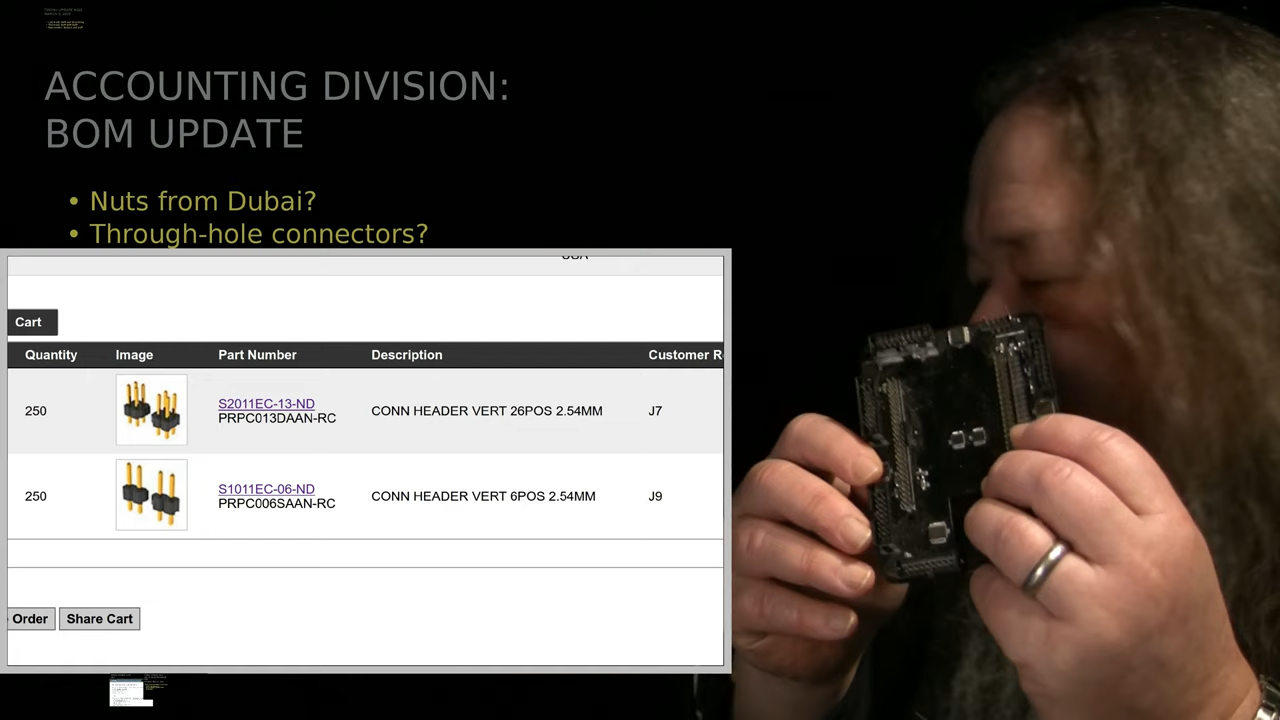 ACCOUNTING DIVISION:
BOM UPDATE
• Nuts from Dubai?
• Through-hole connectors?
USA
Cart
Quantity Image Part Number Description Customer R
250 S2011EC-13-ND
PRPC013DAAN-RC CONN HEADER VERT 26POS 2.54MM J7
250 S1011EC-06-ND
PRPC006SAAN-RC CONN HEADER VERT 6POS 2.54MM J9
Order Share Cart